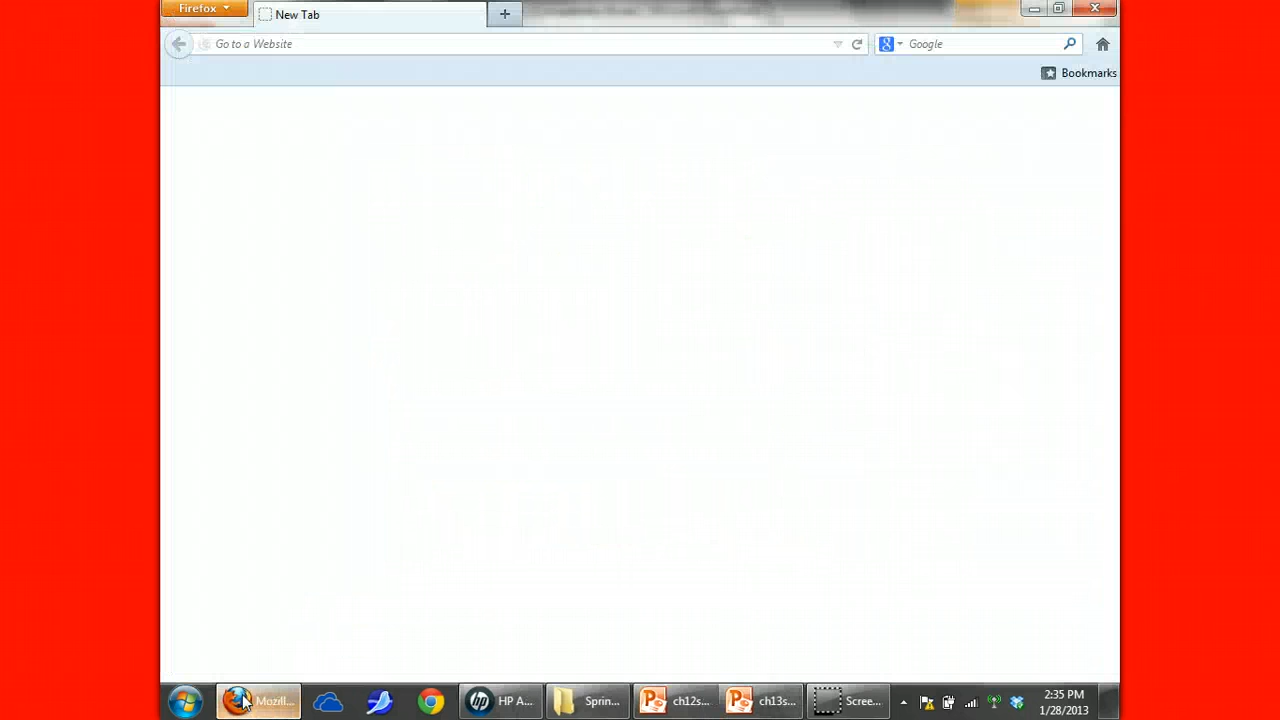 Firefox
New Tab
Go to a Website
Google
Bookmarks
Mozill...
HP A...
Sprin...
ch12s...
ch13s...
Scree...
2:35 PM
1/28/2013